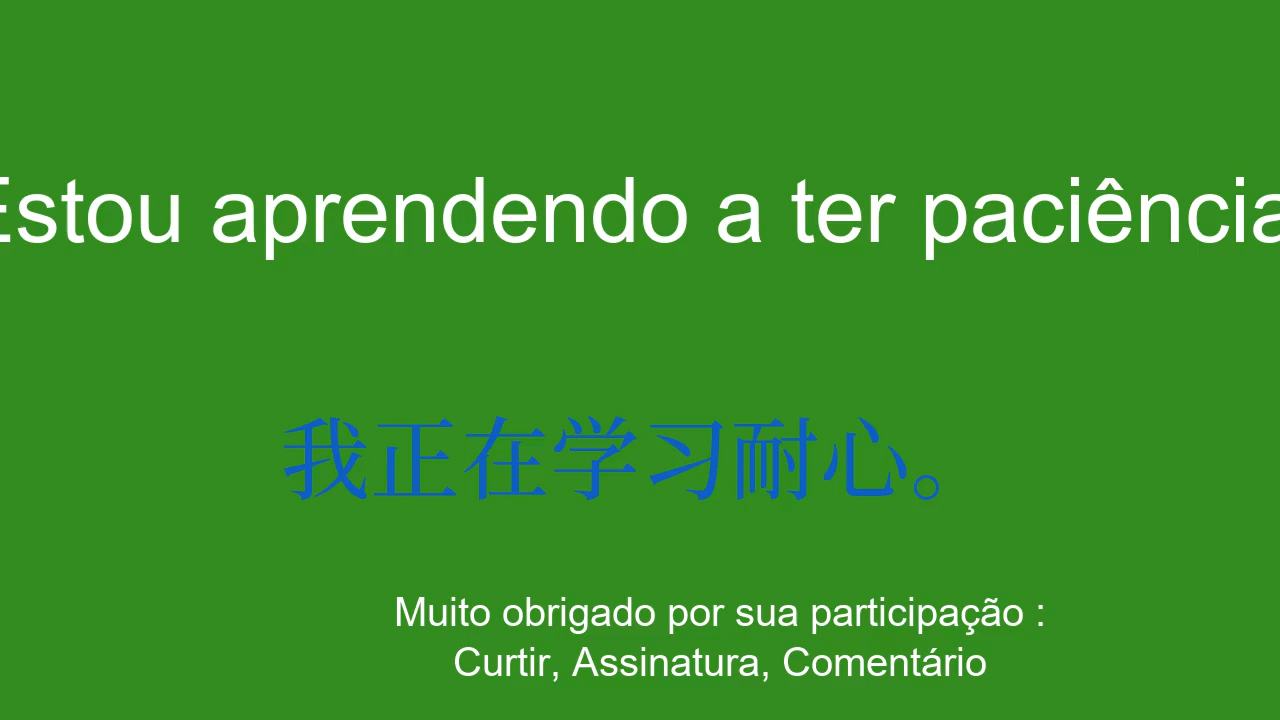 Estou aprendendo a ter paciência
我正在学习耐心。
Muito obrigado por sua participação :
Curtir, Assinatura, Comentário